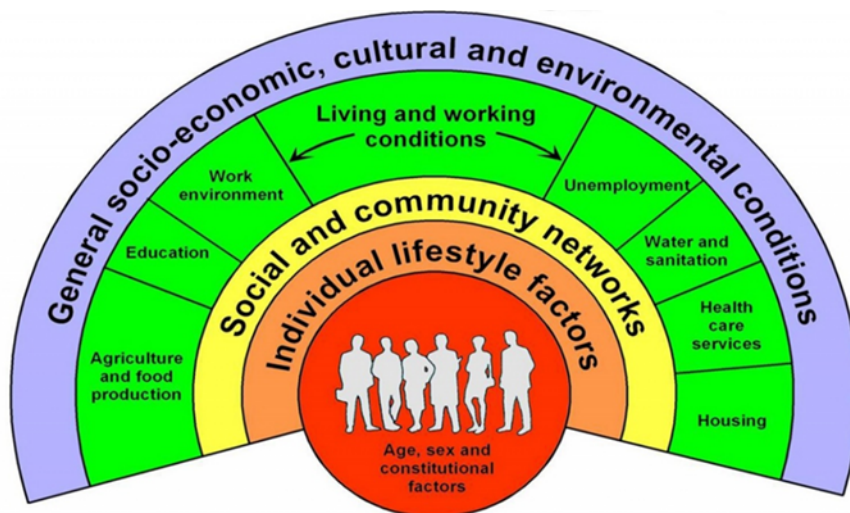 General socio-economic, cultural and environmental conditions
Living and working
conditions
Work
environment
Education
Agriculture
and food
production
Unemployment
Water and
sanitation
Health
care
services
Housing
Social and community networks
Individual lifestyle factors
Age, sex and
constitutional
factors